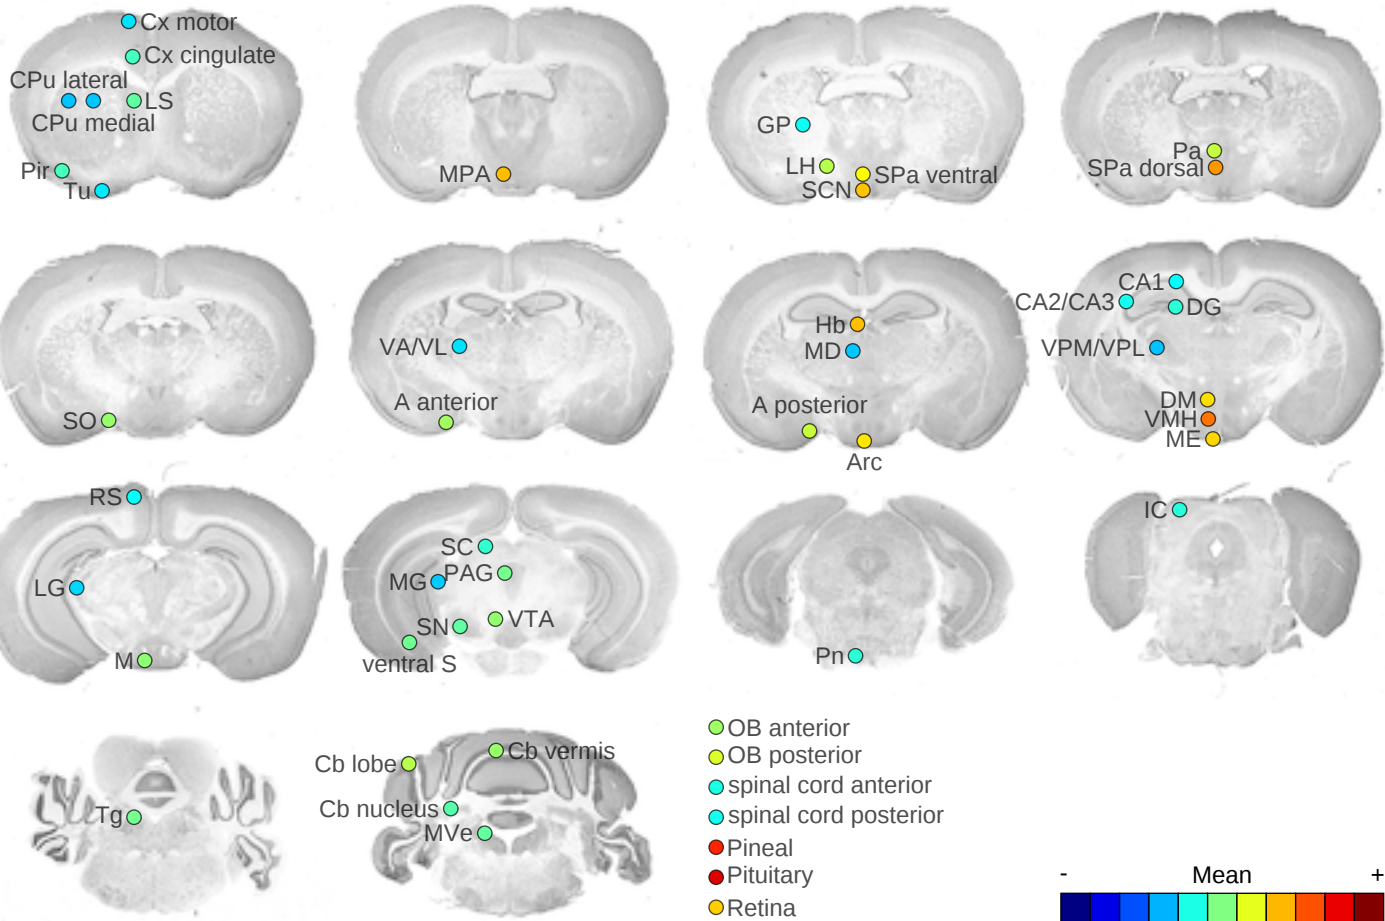 Cx motor
Cx cingulate
CPu lateral
LS
CPu medial
Pir
Tu
MPA
GP
LH
SPa ventral
SCN
Pa
SPa dorsal
SO
VA/VL
A anterior
Hb
MD
A posterior
Arc
CA1
CA2/CA3
DG
VPM/VPL
DM
VMH
ME
RS
LG
M
SC
PAG
MG
VTA
SN
ventral S
Pn
IC
Tg
Cb vermis
Cb lobe
Cb nucleus
MVe
OB anterior
OB posterior
spinal cord anterior
spinal cord posterior
Pineal
Pituitary
Retina
- Mean +